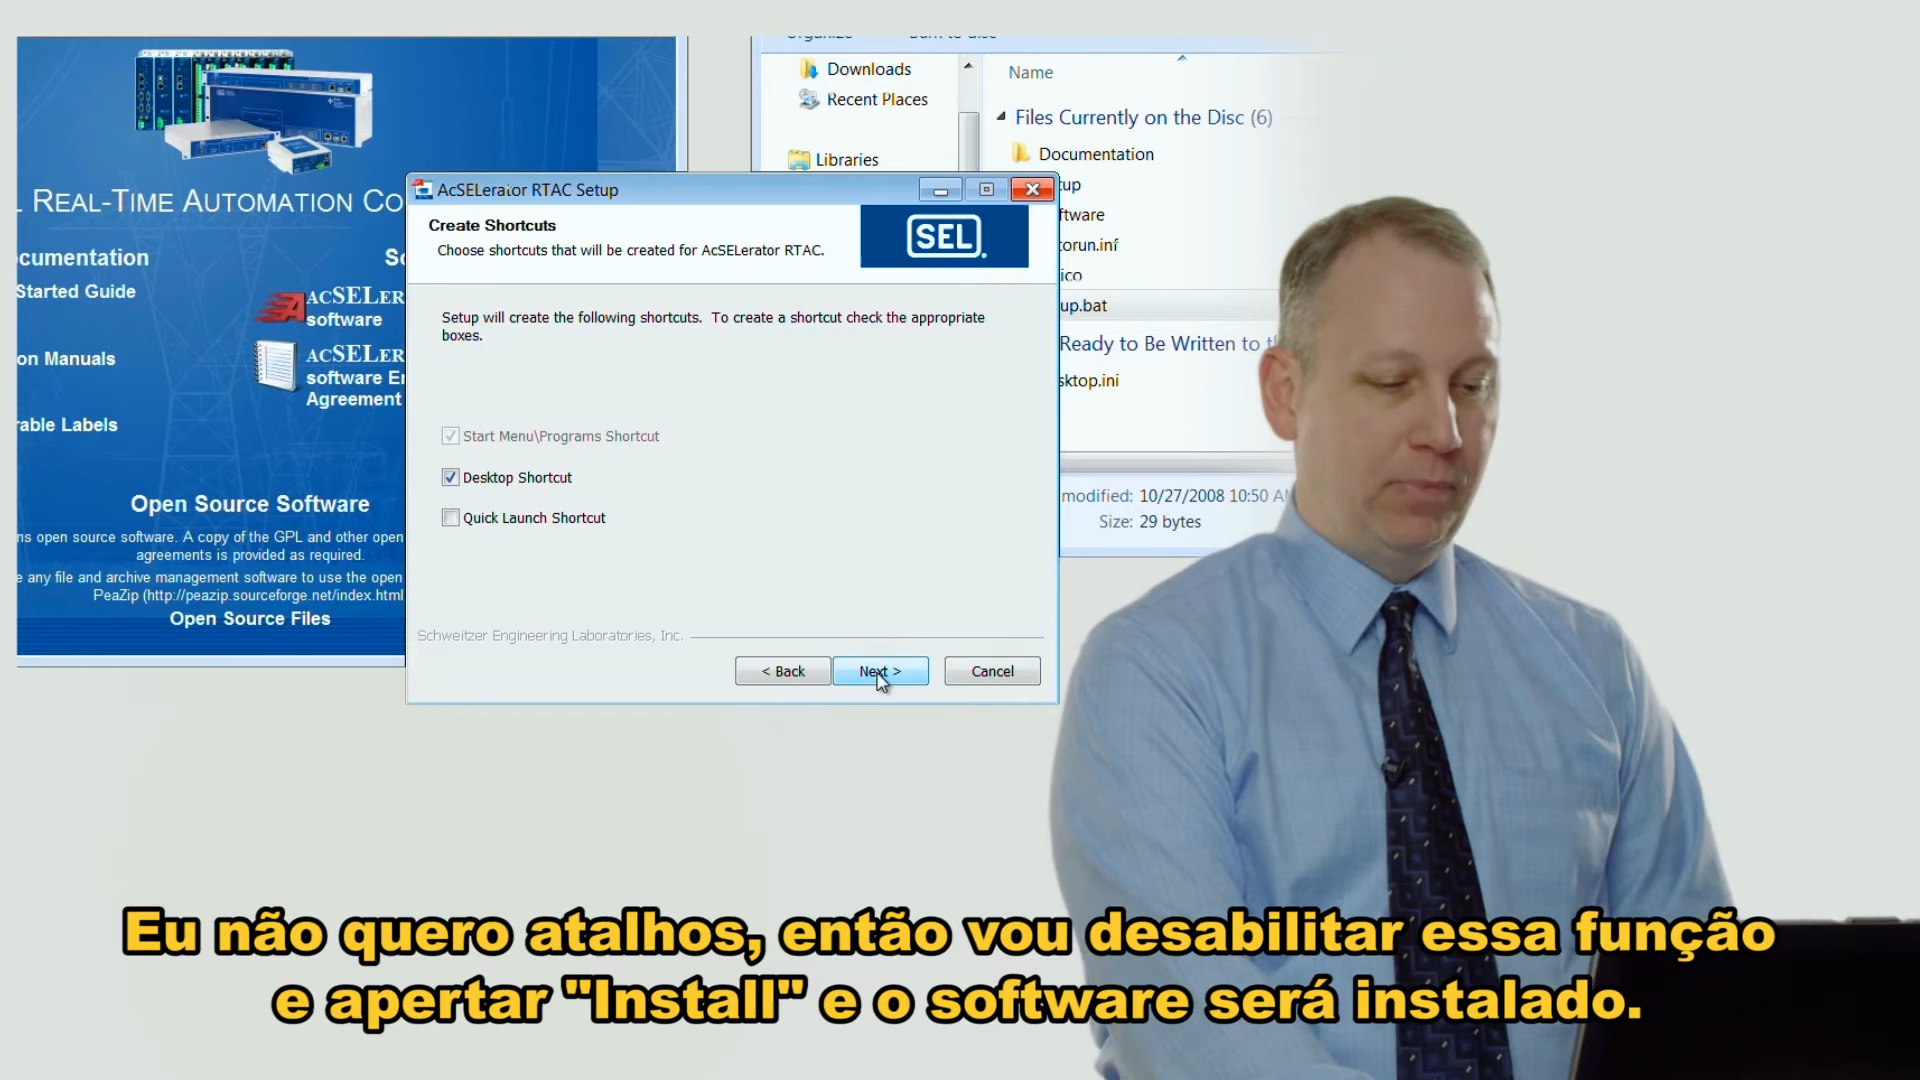 REAL-TIME AUTOMATION CO
cumentation
Started Guide
on Manuals
rable Labels
So
ACSELER
software
ACSELER
software En
Agreement
Open Source Software
ns open source software. A copy of the GPL and other open
agreements is provided as required.
e any file and archive management software to use the open
PeaZip (http://peazip.sourceforge.net/index.html
Open Source Files
AcSELerator RTAC Setup
Create Shortcuts
Choose shortcuts that will be created for AcSELerator RTAC.
SEL
Setup will create the following shortcuts. To create a shortcut check the appropriate
boxes.
Start Menu\Programs Shortcut
Desktop Shortcut
Quick Launch Shortcut
Schweitzer Engineering Laboratories, Inc.
< Back
Next >
Cancel
Downloads
Recent Places
Libraries
Name
Files Currently on the Disc (6)
Documentation
tup
ftware
torun.inf
ico
up.bat
Ready to Be Written to t
sktop.ini
modified: 10/27/2008 10:50 A
Size: 29 bytes
Eu não quero atalhos, então vou desabilitar essa função
e apertar "Install" e o software será instalado.